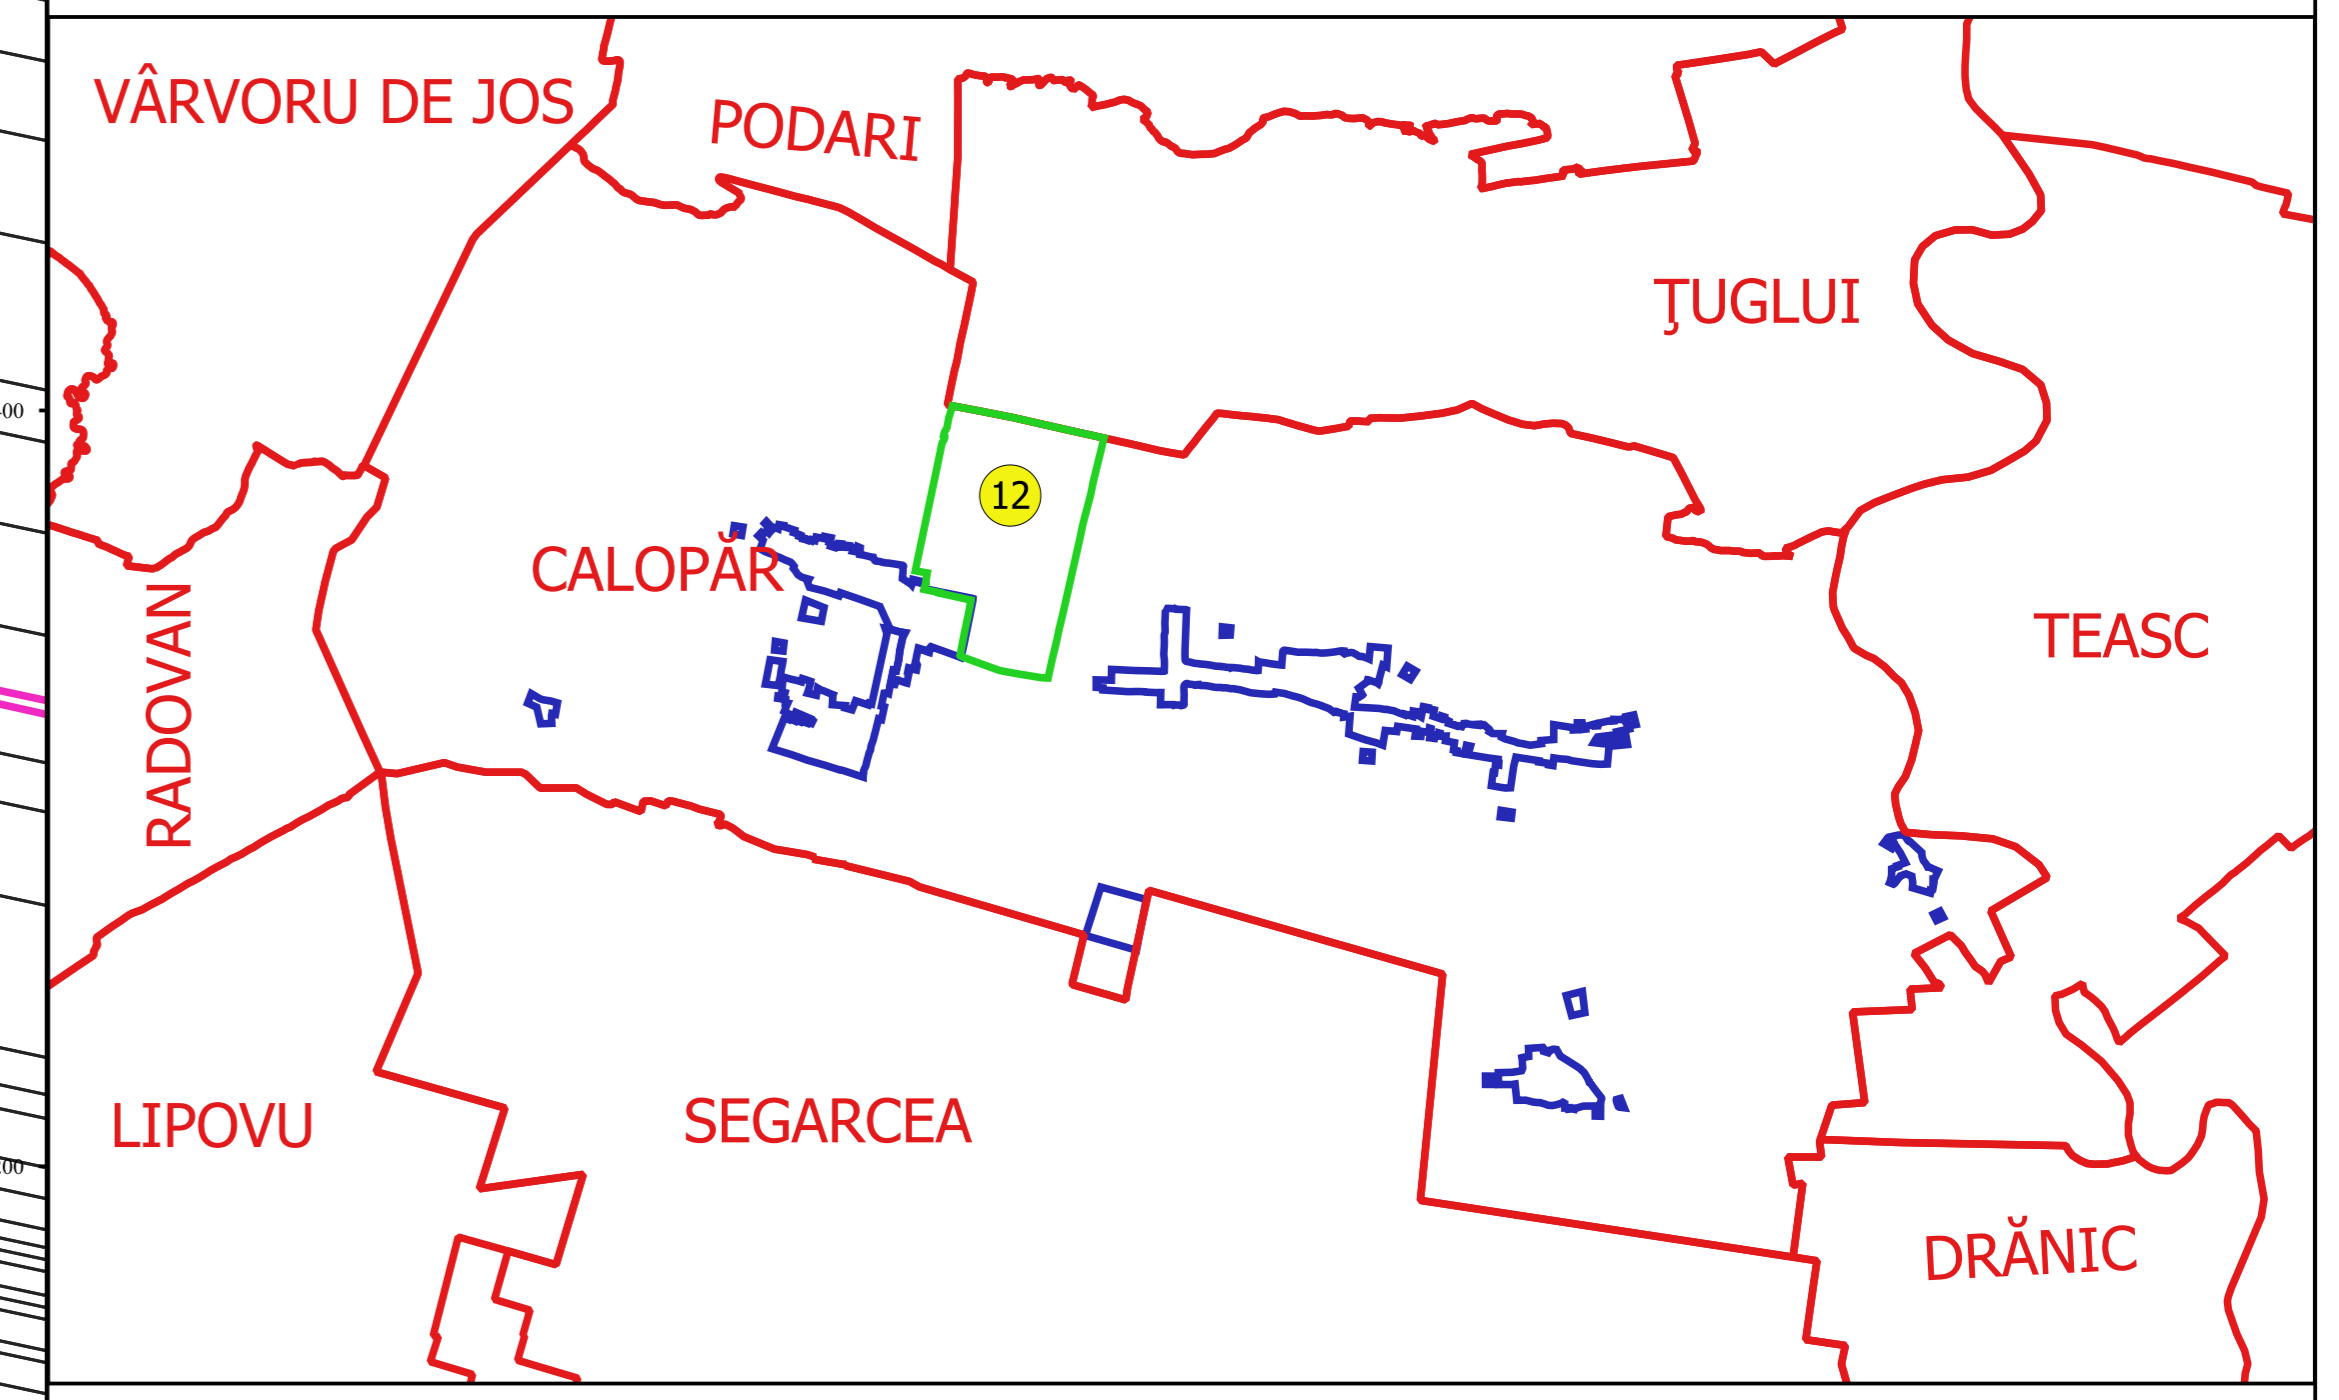 VÂRVORU DE JOS
PODARI
ŢUGLUI
12
CALOPĂR
RADOVAN
TEASC
LIPOVU
SEGARCEA
DRĂNIC